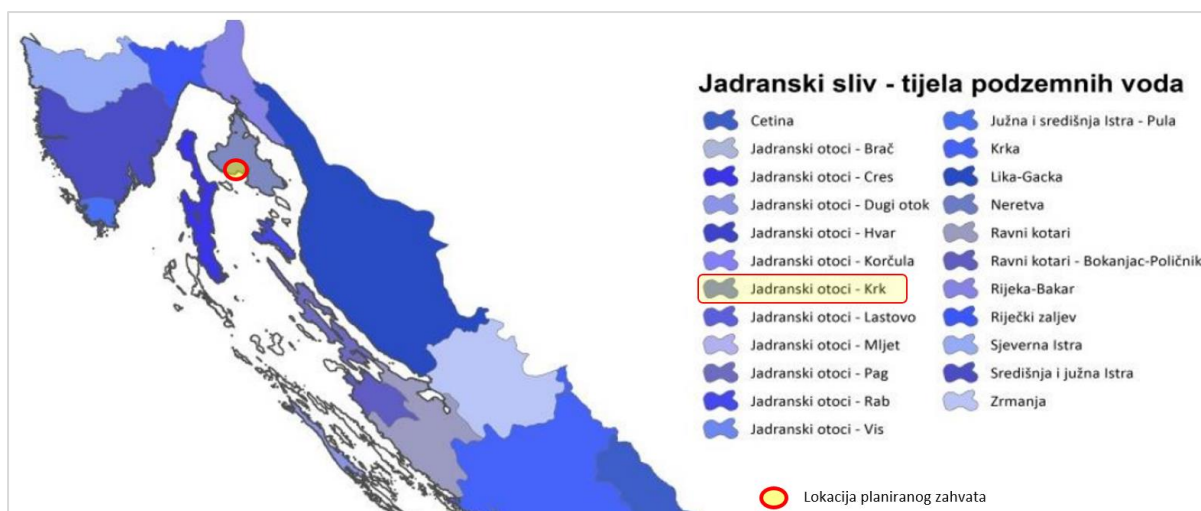 Jadranski sliv - tijela podzemnih voda
Cetina
Jadranski otoci - Brač
Jadranski otoci - Cres
Jadranski otoci - Dugi otok
Jadranski otoci - Hvar
Jadranski otoci - Korčula
Jadranski otoci - Krk
Jadranski otoci - Lastovo
Jadranski otoci - Mljet
Jadranski otoci - Pag
Jadranski otoci - Rab
Jadranski otoci - Vis
Južna i središnja Istra - Pula
Krka
Lika-Gacka
Neretva
Ravni kotari
Ravni kotari - Bokanjac-Poličnik
Rijeka-Bakar
Riječki zaljev
Sjeverna Istra
Središnja i južna Istra
Zrmanja
Lokacija planiranog zahvata